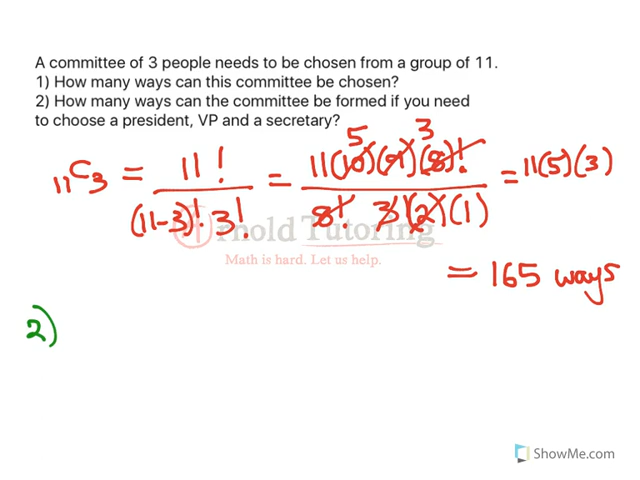 A committee of 3 people needs to be chosen from a group of 11.
1) How many ways can this committee be chosen?
2) How many ways can the committee be formed if you need
to choose a president, VP and a secretary?
5 3
₁₁C₃ = 11! / (11-3)! 3! = 11(10)(9)(8)! / 8! 3(2)(1) = 11(5)(3)
Arnold Tutoring
Math is hard. Let us help.
= 165 ways
2)
ShowMe.com